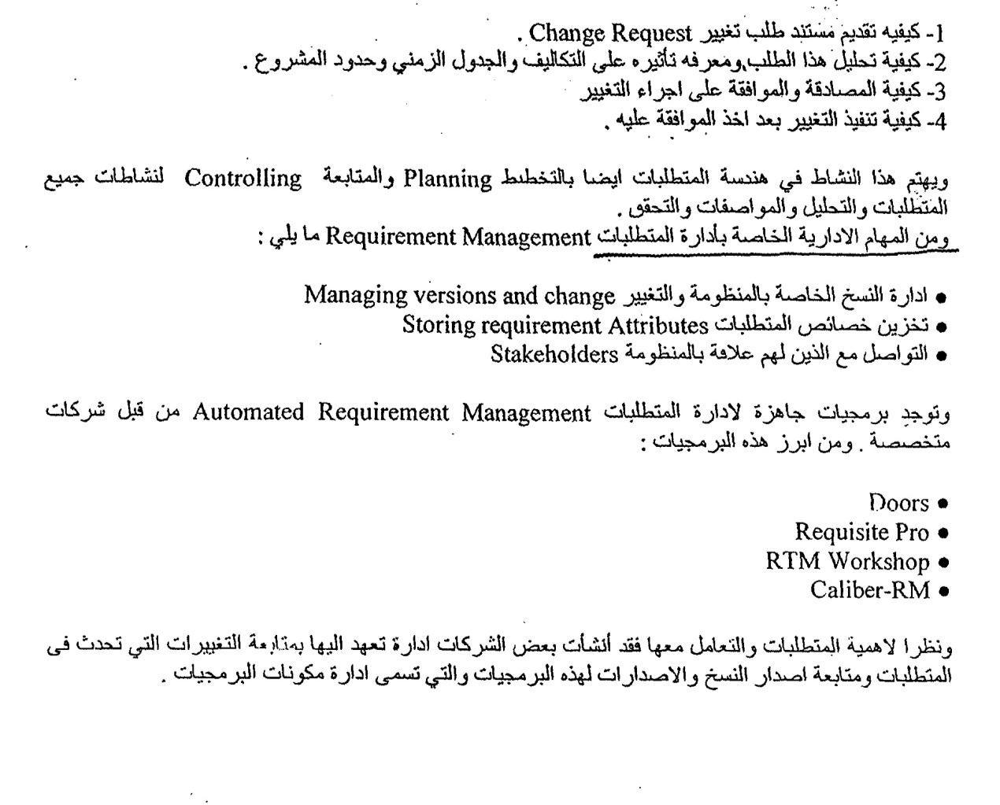 1- كيفيه تقديم مستند طلب تغيير Change Request .
2- كيفية تحليل هذا الطلب,ومعرفه تأثيره على التكاليف والجدول الزمني وحدود المشروع .
3- كيفية المصادقة والموافقة على اجراء التغيير
4- كيفية تنفيذ التغيير بعد اخذ الموافقة عليه .
ويهتم هذا النشاط في هندسة المتطلبات ايضا بالتخطيط Planning والمتابعة Controlling لنشاطات جميع
المتطلبات والتحليل والمواصفات والتحقق .
ومن المهام الادارية الخاصة بأدارة المتطلبات Requirement Management ما يلي :
• ادارة النسخ الخاصة بالمنظومة والتغيير Managing versions and change
• تخزين خصائص المتطلبات Storing requirement Attributes
• التواصل مع الذين لهم علاقة بالمنظومة Stakeholders
وتوجد برمجيات جاهزة لادارة المتطلبات Automated Requirement Management من قبل شركات
متخصصة . ومن ابرز هذه البرمجيات :
• Doors
• Requisite Pro
• RTM Workshop
• Caliber-RM
ونظرا لاهمية المتطلبات والتعامل معها فقد أنشأت بعض الشركات ادارة تعهد اليها بمتابعة التغييرات التي تحدث فى
المتطلبات ومتابعة اصدار النسخ والاصدارات لهذه البرمجيات والتي تسمى ادارة مكونات البرمجيات .